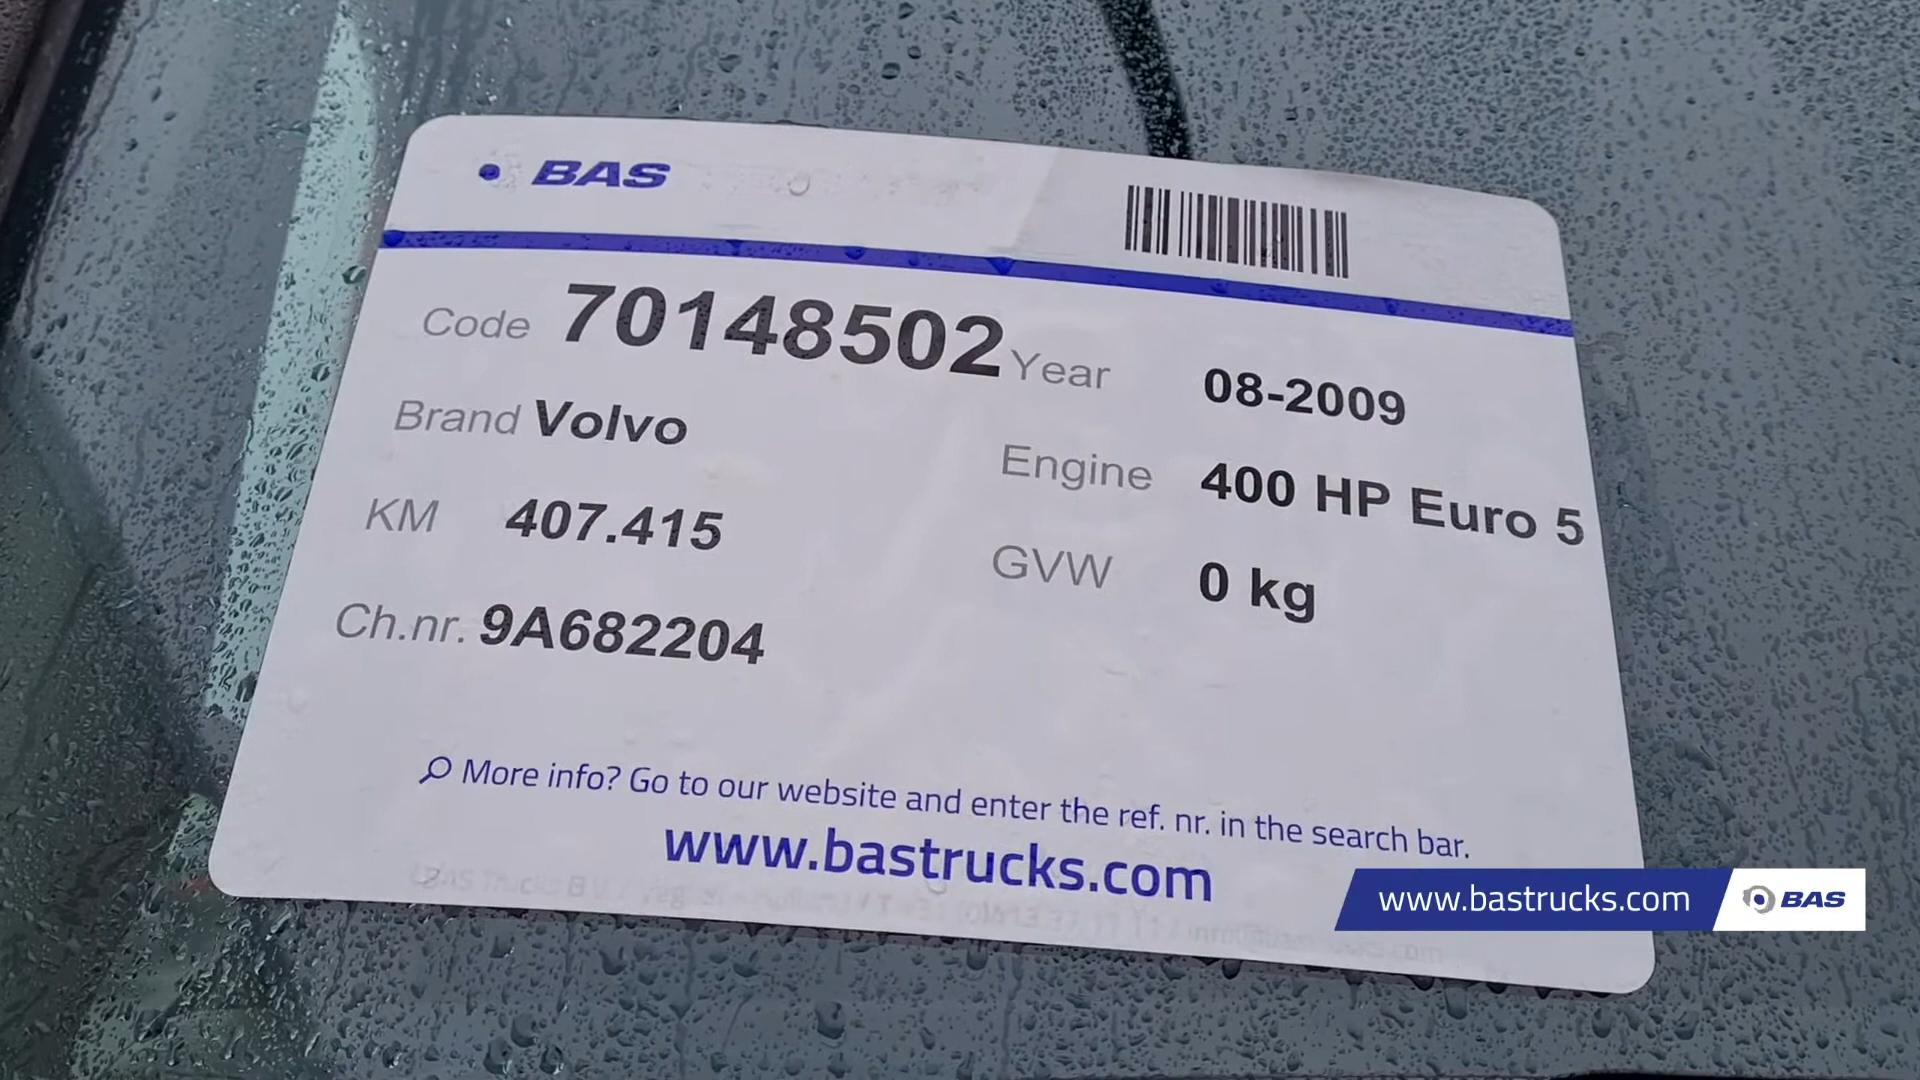 BAS
Code 70148502 Year 08-2009
Brand Volvo Engine 400 HP Euro 5
KM 407.415 GVW 0 kg
Ch.nr. 9A682204
More info? Go to our website and enter the ref. nr. in the search bar.
www.bastrucks.com
www.bastrucks.com BAS